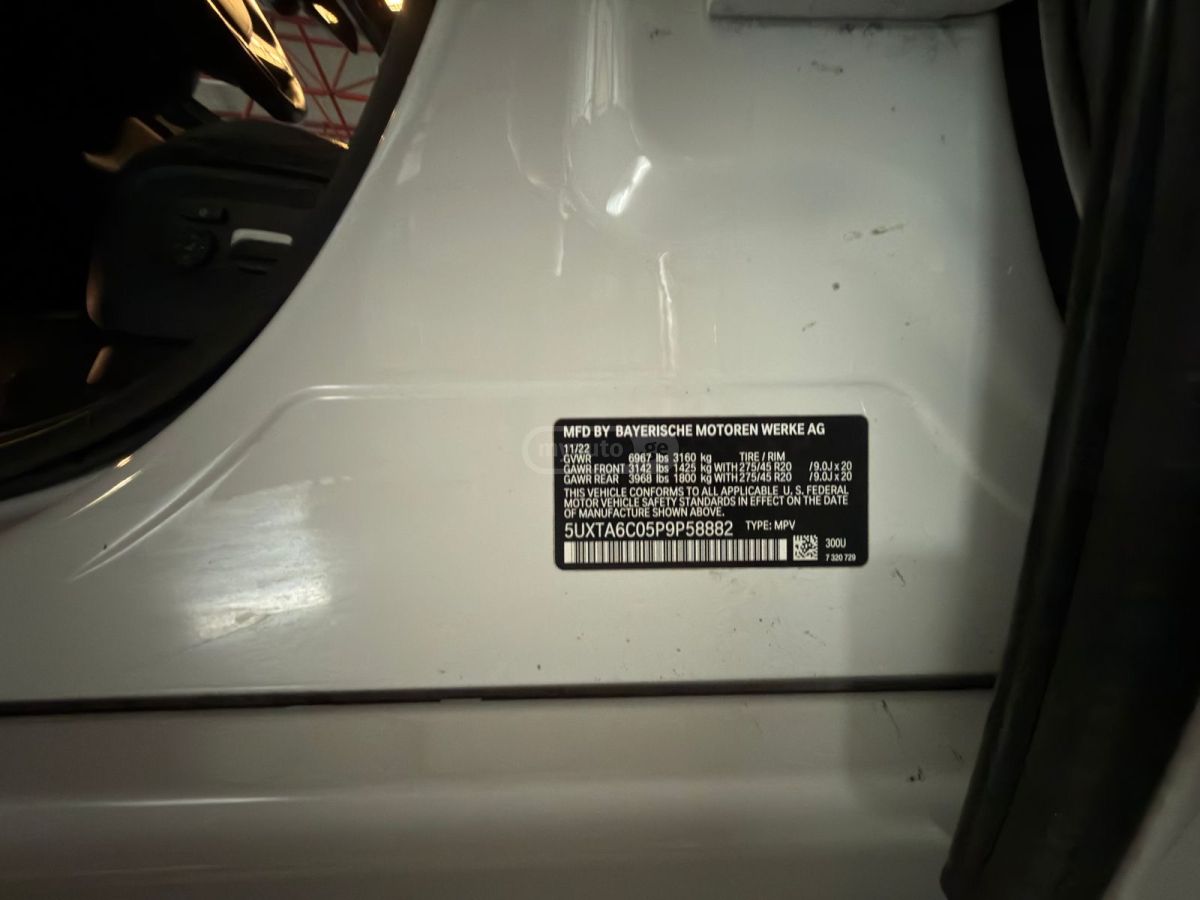 MFD BY BAYERISCHE MOTOREN WERKE AG
11/22
myauto.ge
GVWR 6967 lbs 3160 kg TIRE / RIM
GAWR FRONT 3142 lbs 1425 kg WITH 275/45 R20 / 9.0J x 20
GAWR REAR 3968 lbs 1800 kg WITH 275/45 R20 / 9.0J x 20
THIS VEHICLE CONFORMS TO ALL APPLICABLE U. S. FEDERAL
MOTOR VEHICLE SAFETY STANDARDS IN EFFECT ON THE DATE
OF MANUFACTURE SHOWN ABOVE.
5UXTA6C05P9P58882 TYPE: MPV
300U
7 320 729